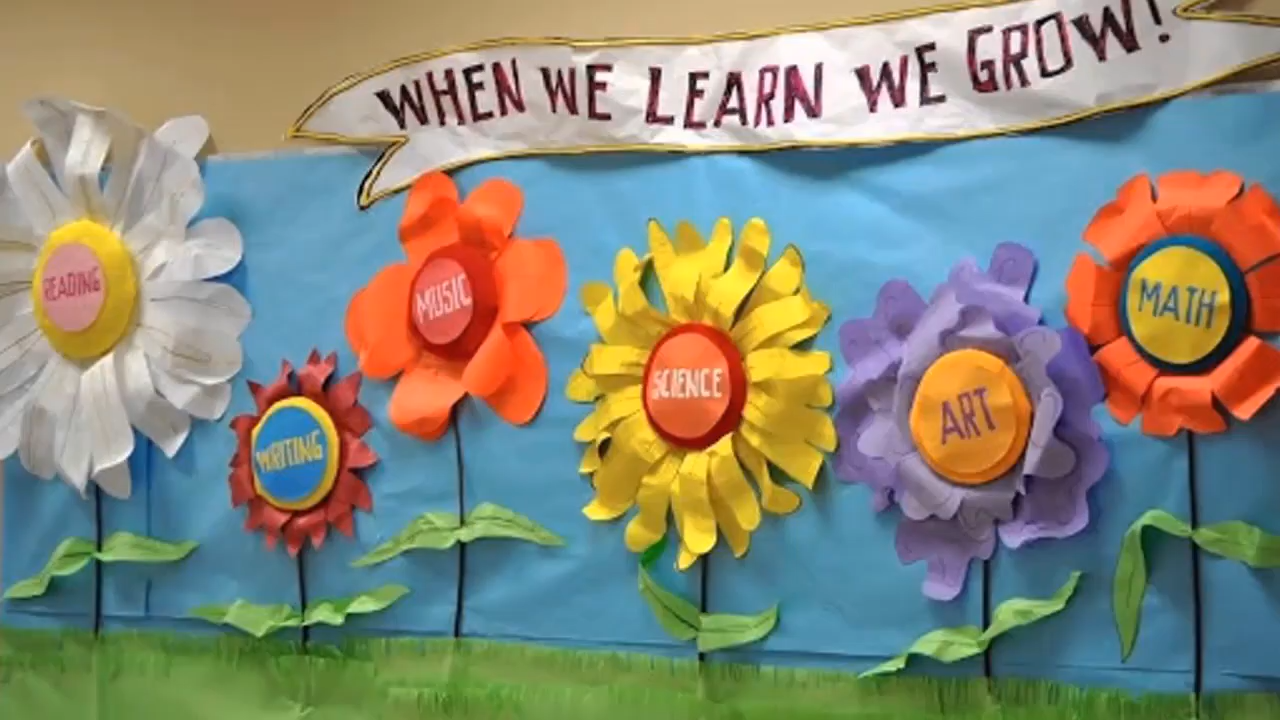 WHEN WE LEARN WE GROW!
READING
WRITING
MUSIC
SCIENCE
ART
MATH